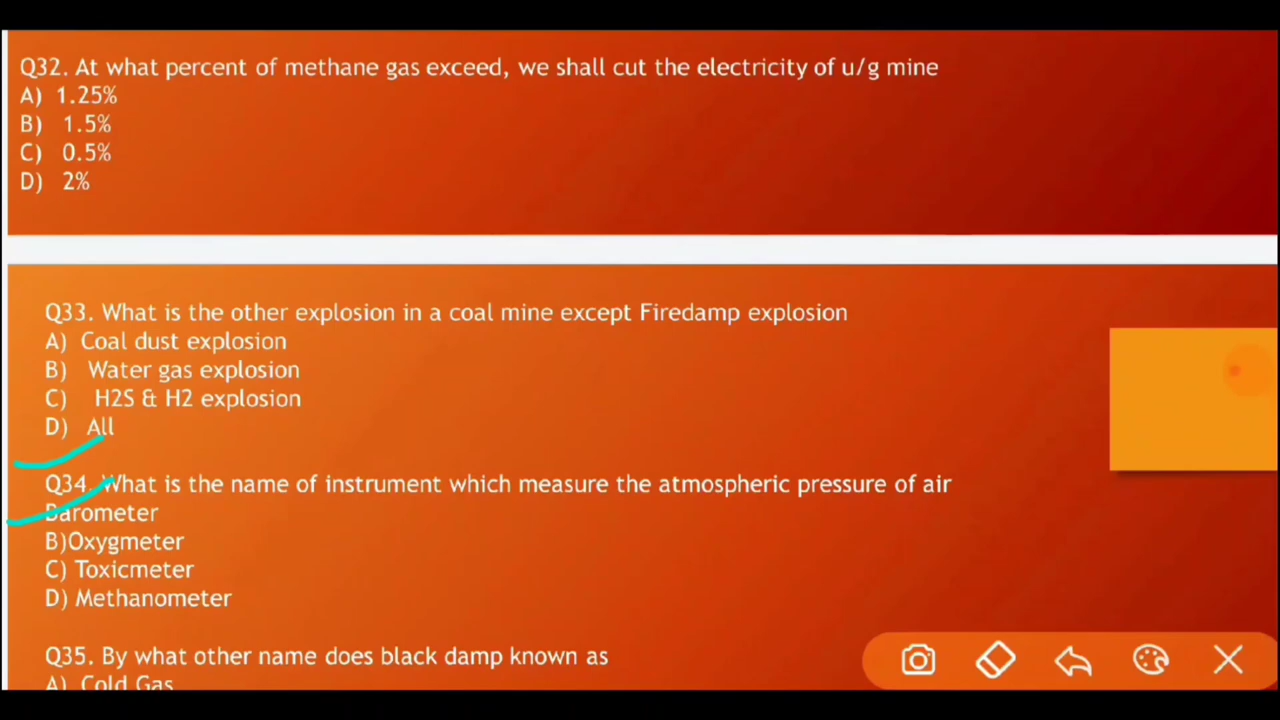 Q32. At what percent of methane gas exceed, we shall cut the electricity of u/g mine
A) 1.25%
B) 1.5%
C) 0.5%
D) 2%
Q33. What is the other explosion in a coal mine except Firedamp explosion
A) Coal dust explosion
B) Water gas explosion
C) H2S & H2 explosion
D) All
Q34. What is the name of instrument which measure the atmospheric pressure of air
Barometer
B)Oxygmeter
C) Toxicmeter
D) Methanometer
Q35. By what other name does black damp known as
A) Cold Gas